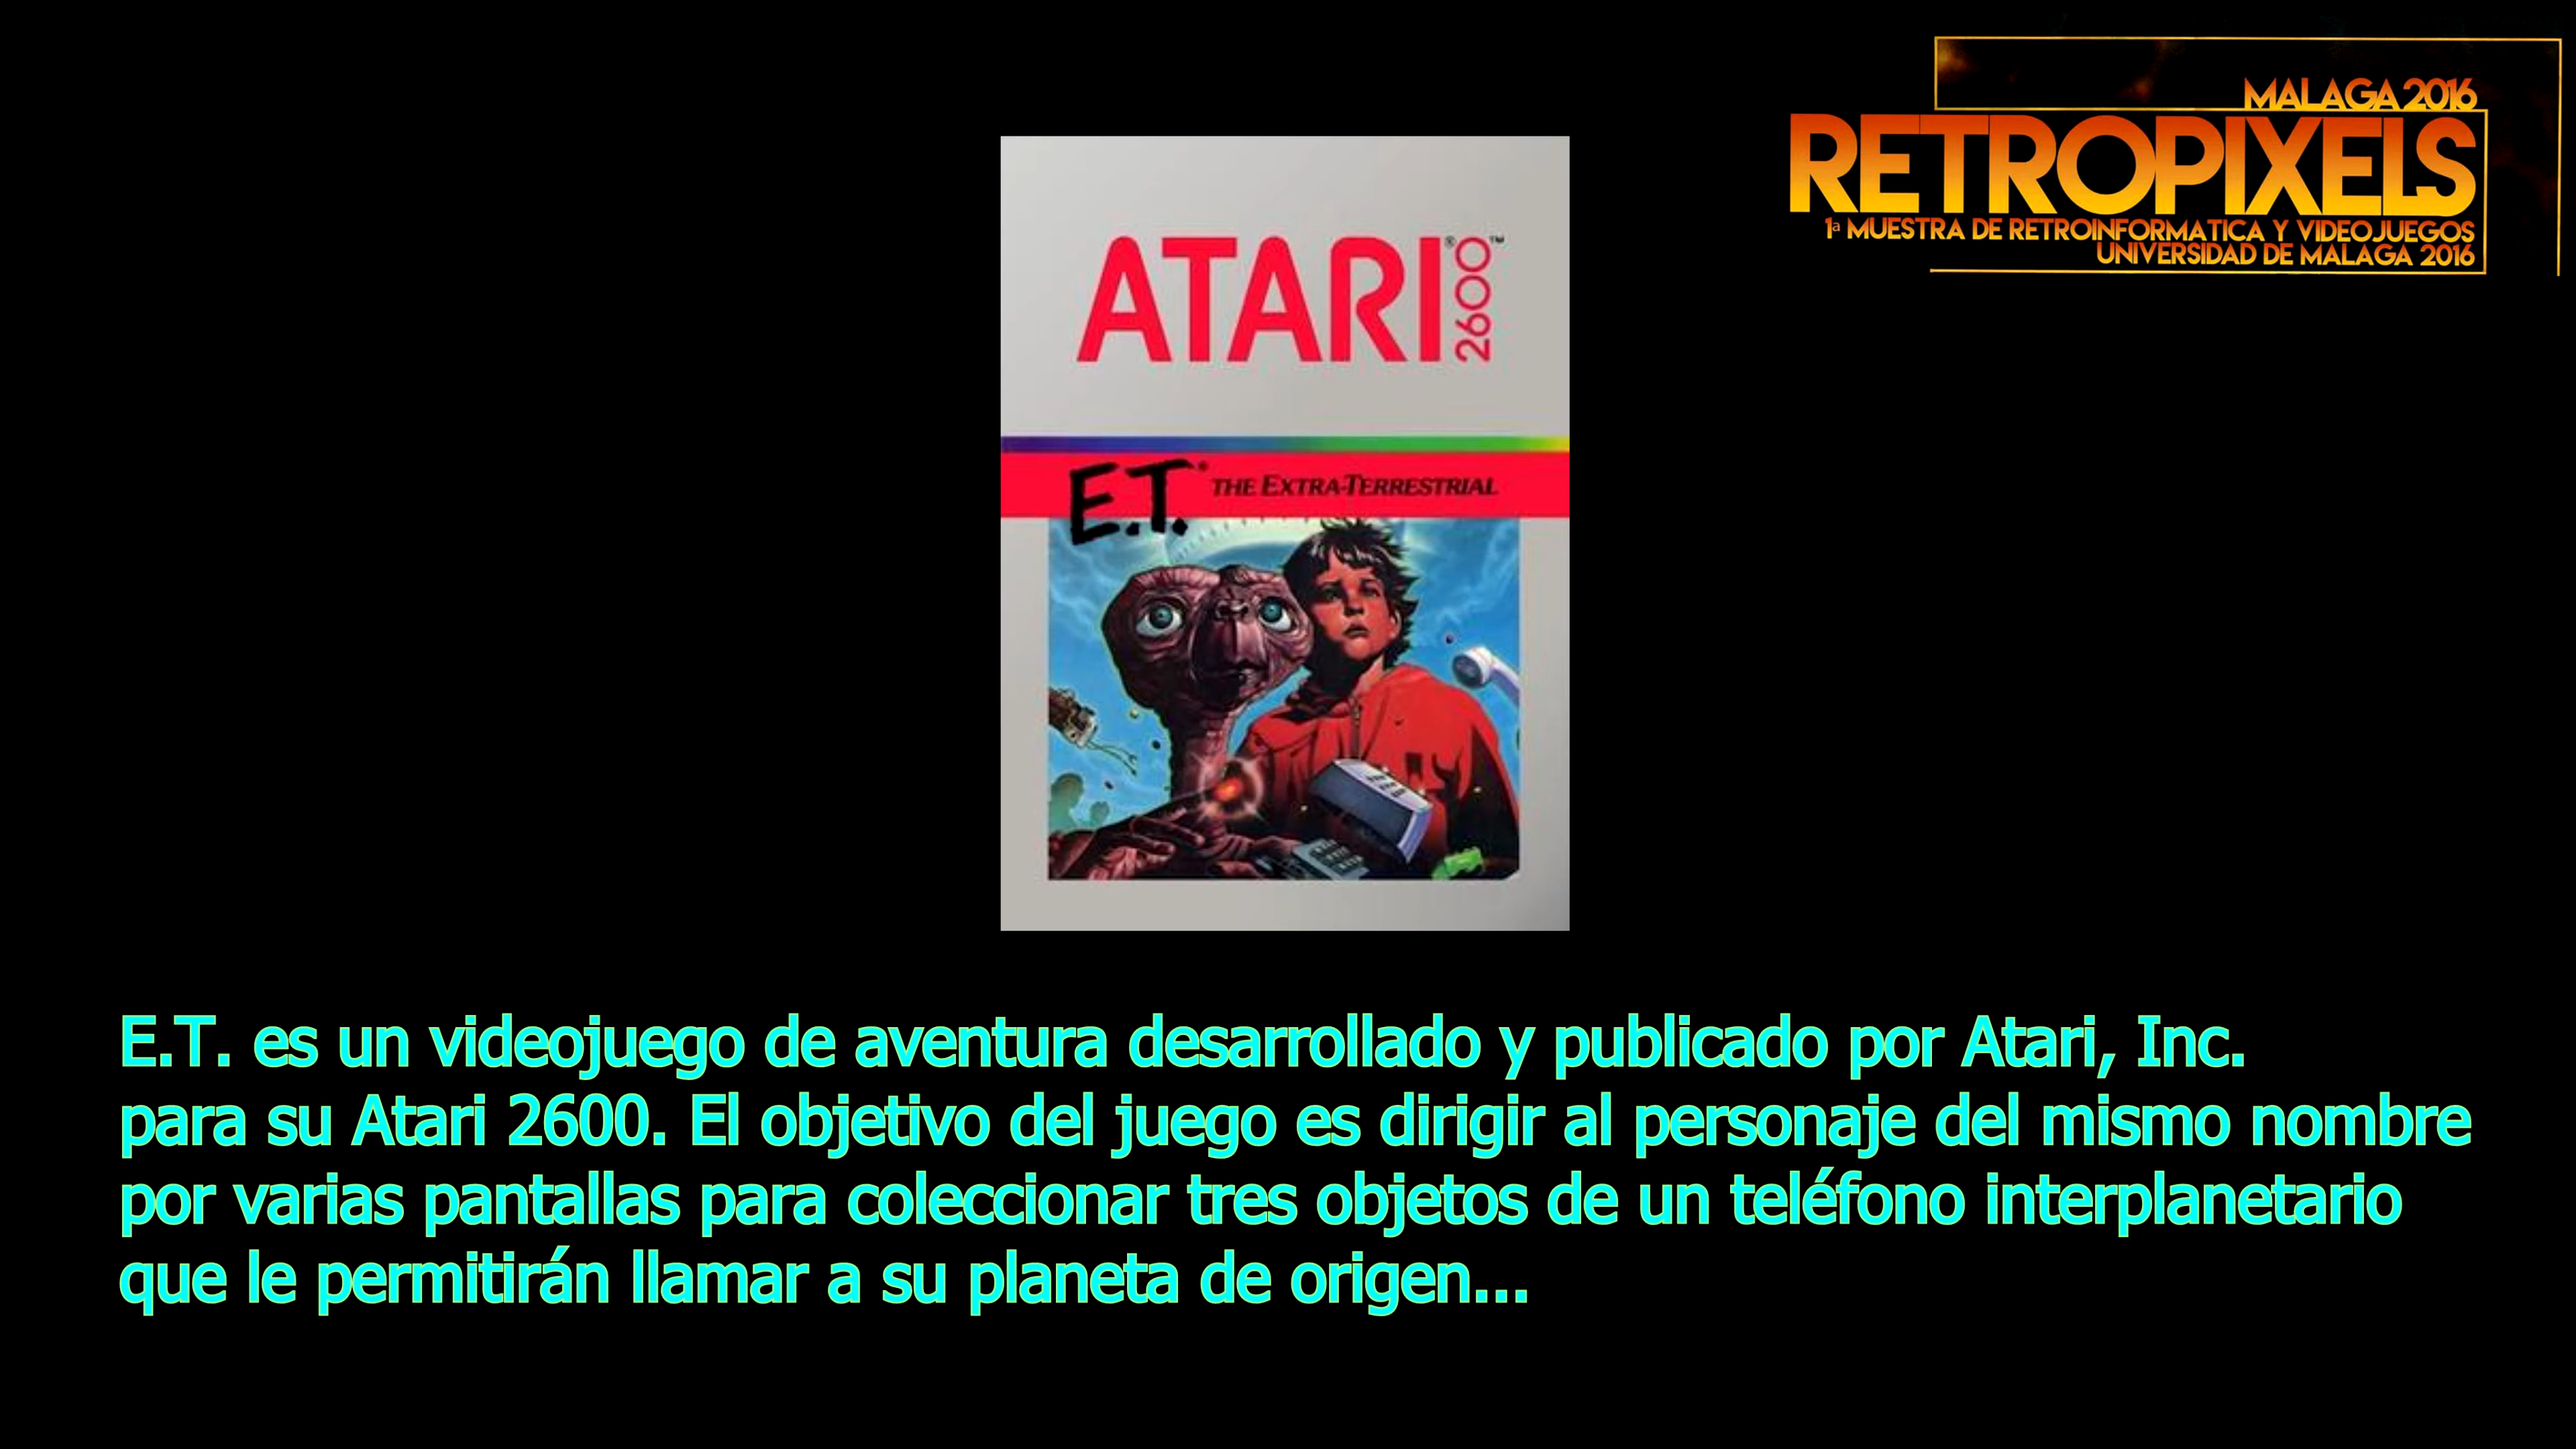 MALAGA 2016
RETROPIXELS
1ª MUESTRA DE RETROINFORMATICA Y VIDEOJUEGOS
UNIVERSIDAD DE MALAGA 2016
ATARI® 2600™
E.T.® THE EXTRA-TERRESTRIAL
E.T. es un videojuego de aventura desarrollado y publicado por Atari, Inc.
para su Atari 2600. El objetivo del juego es dirigir al personaje del mismo nombre
por varias pantallas para coleccionar tres objetos de un teléfono interplanetario
que le permitirán llamar a su planeta de origen...